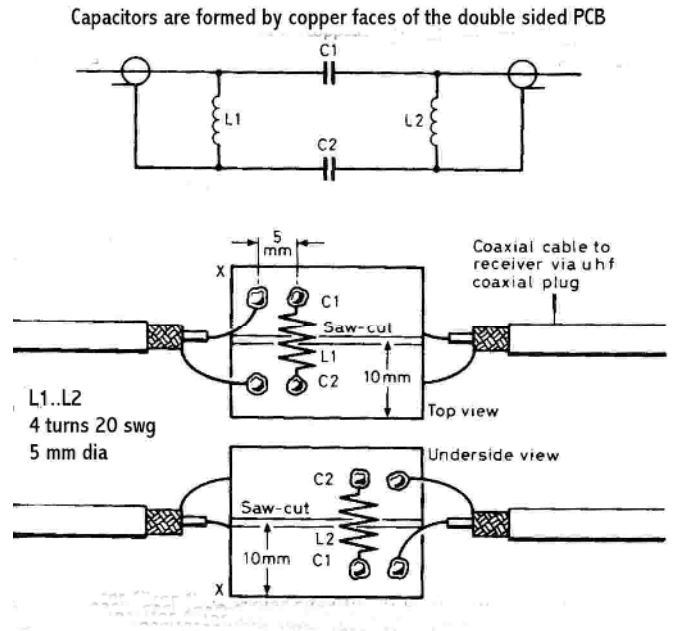 Capacitors are formed by copper faces of the double sided PCB
C1
L1
L2
C2
5
mm
X
C1
Saw-cut
L1
10mm
C2
Top view
Coaxial cable to
receiver via uhf
coaxial plug
L1..L2
4 turns 20 swg
5 mm dia
Underside view
C2
Saw-cut
L2
10mm
C1
X